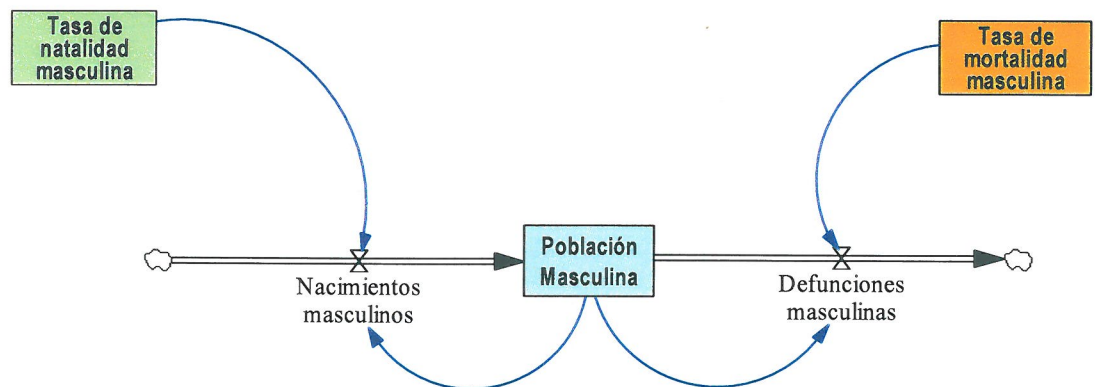 Tasa de
natalidad
masculina
Tasa de
mortalidad
masculina
Población
Masculina
Nacimientos
masculinos
Defunciones
masculinas